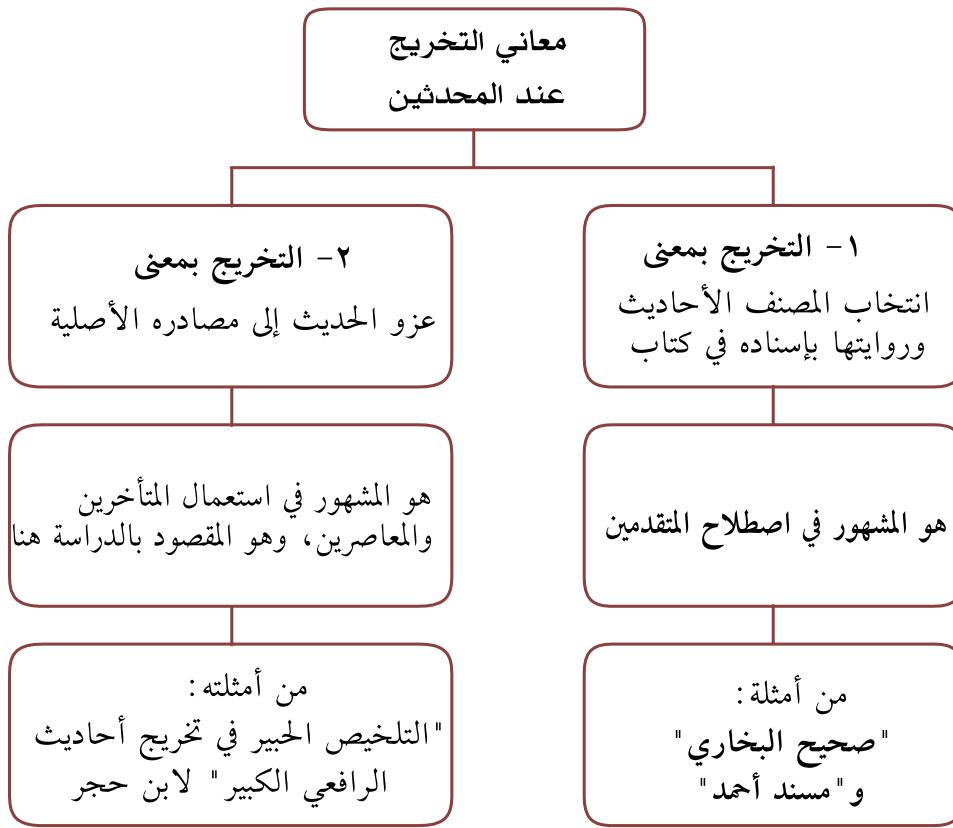 معاني التخريج
عند المحدثين
١- التخريج بمعنى
انتخاب المصنف الأحاديث
وروايتها بإسناده في كتاب
هو المشهور في اصطلاح المتقدمين
من أمثلة:
"صحيح البخاري"
و"مسند أحمد"
٢- التخريج بمعنى
عزو الحديث إلى مصادره الأصلية
هو المشهور في استعمال المتأخرين
والمعاصرين، وهو المقصود بالدراسة هنا
من أمثلته:
"التلخيص الحبير في تخريج أحاديث
الرافعي الكبير" لابن حجر